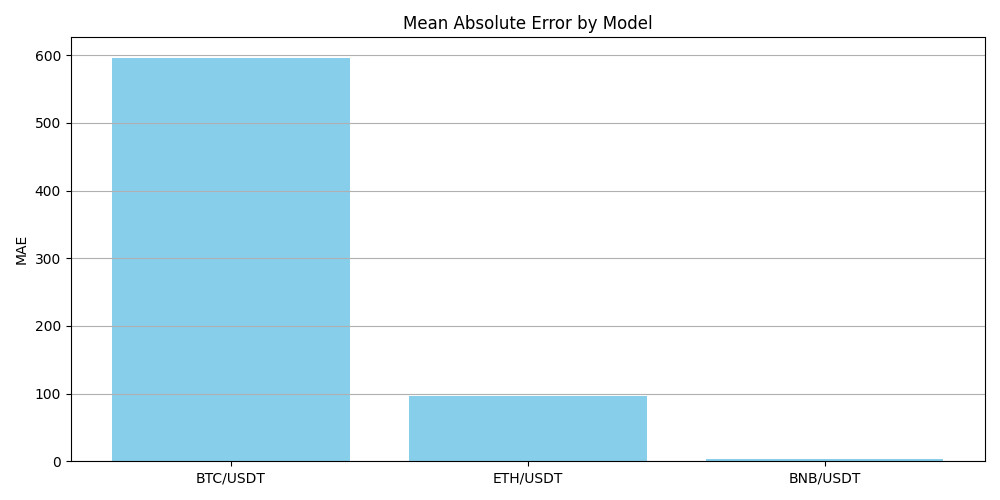 Mean Absolute Error by Model
MAE
600
500
400
300
200
100
0
BTC/USDT
ETH/USDT
BNB/USDT